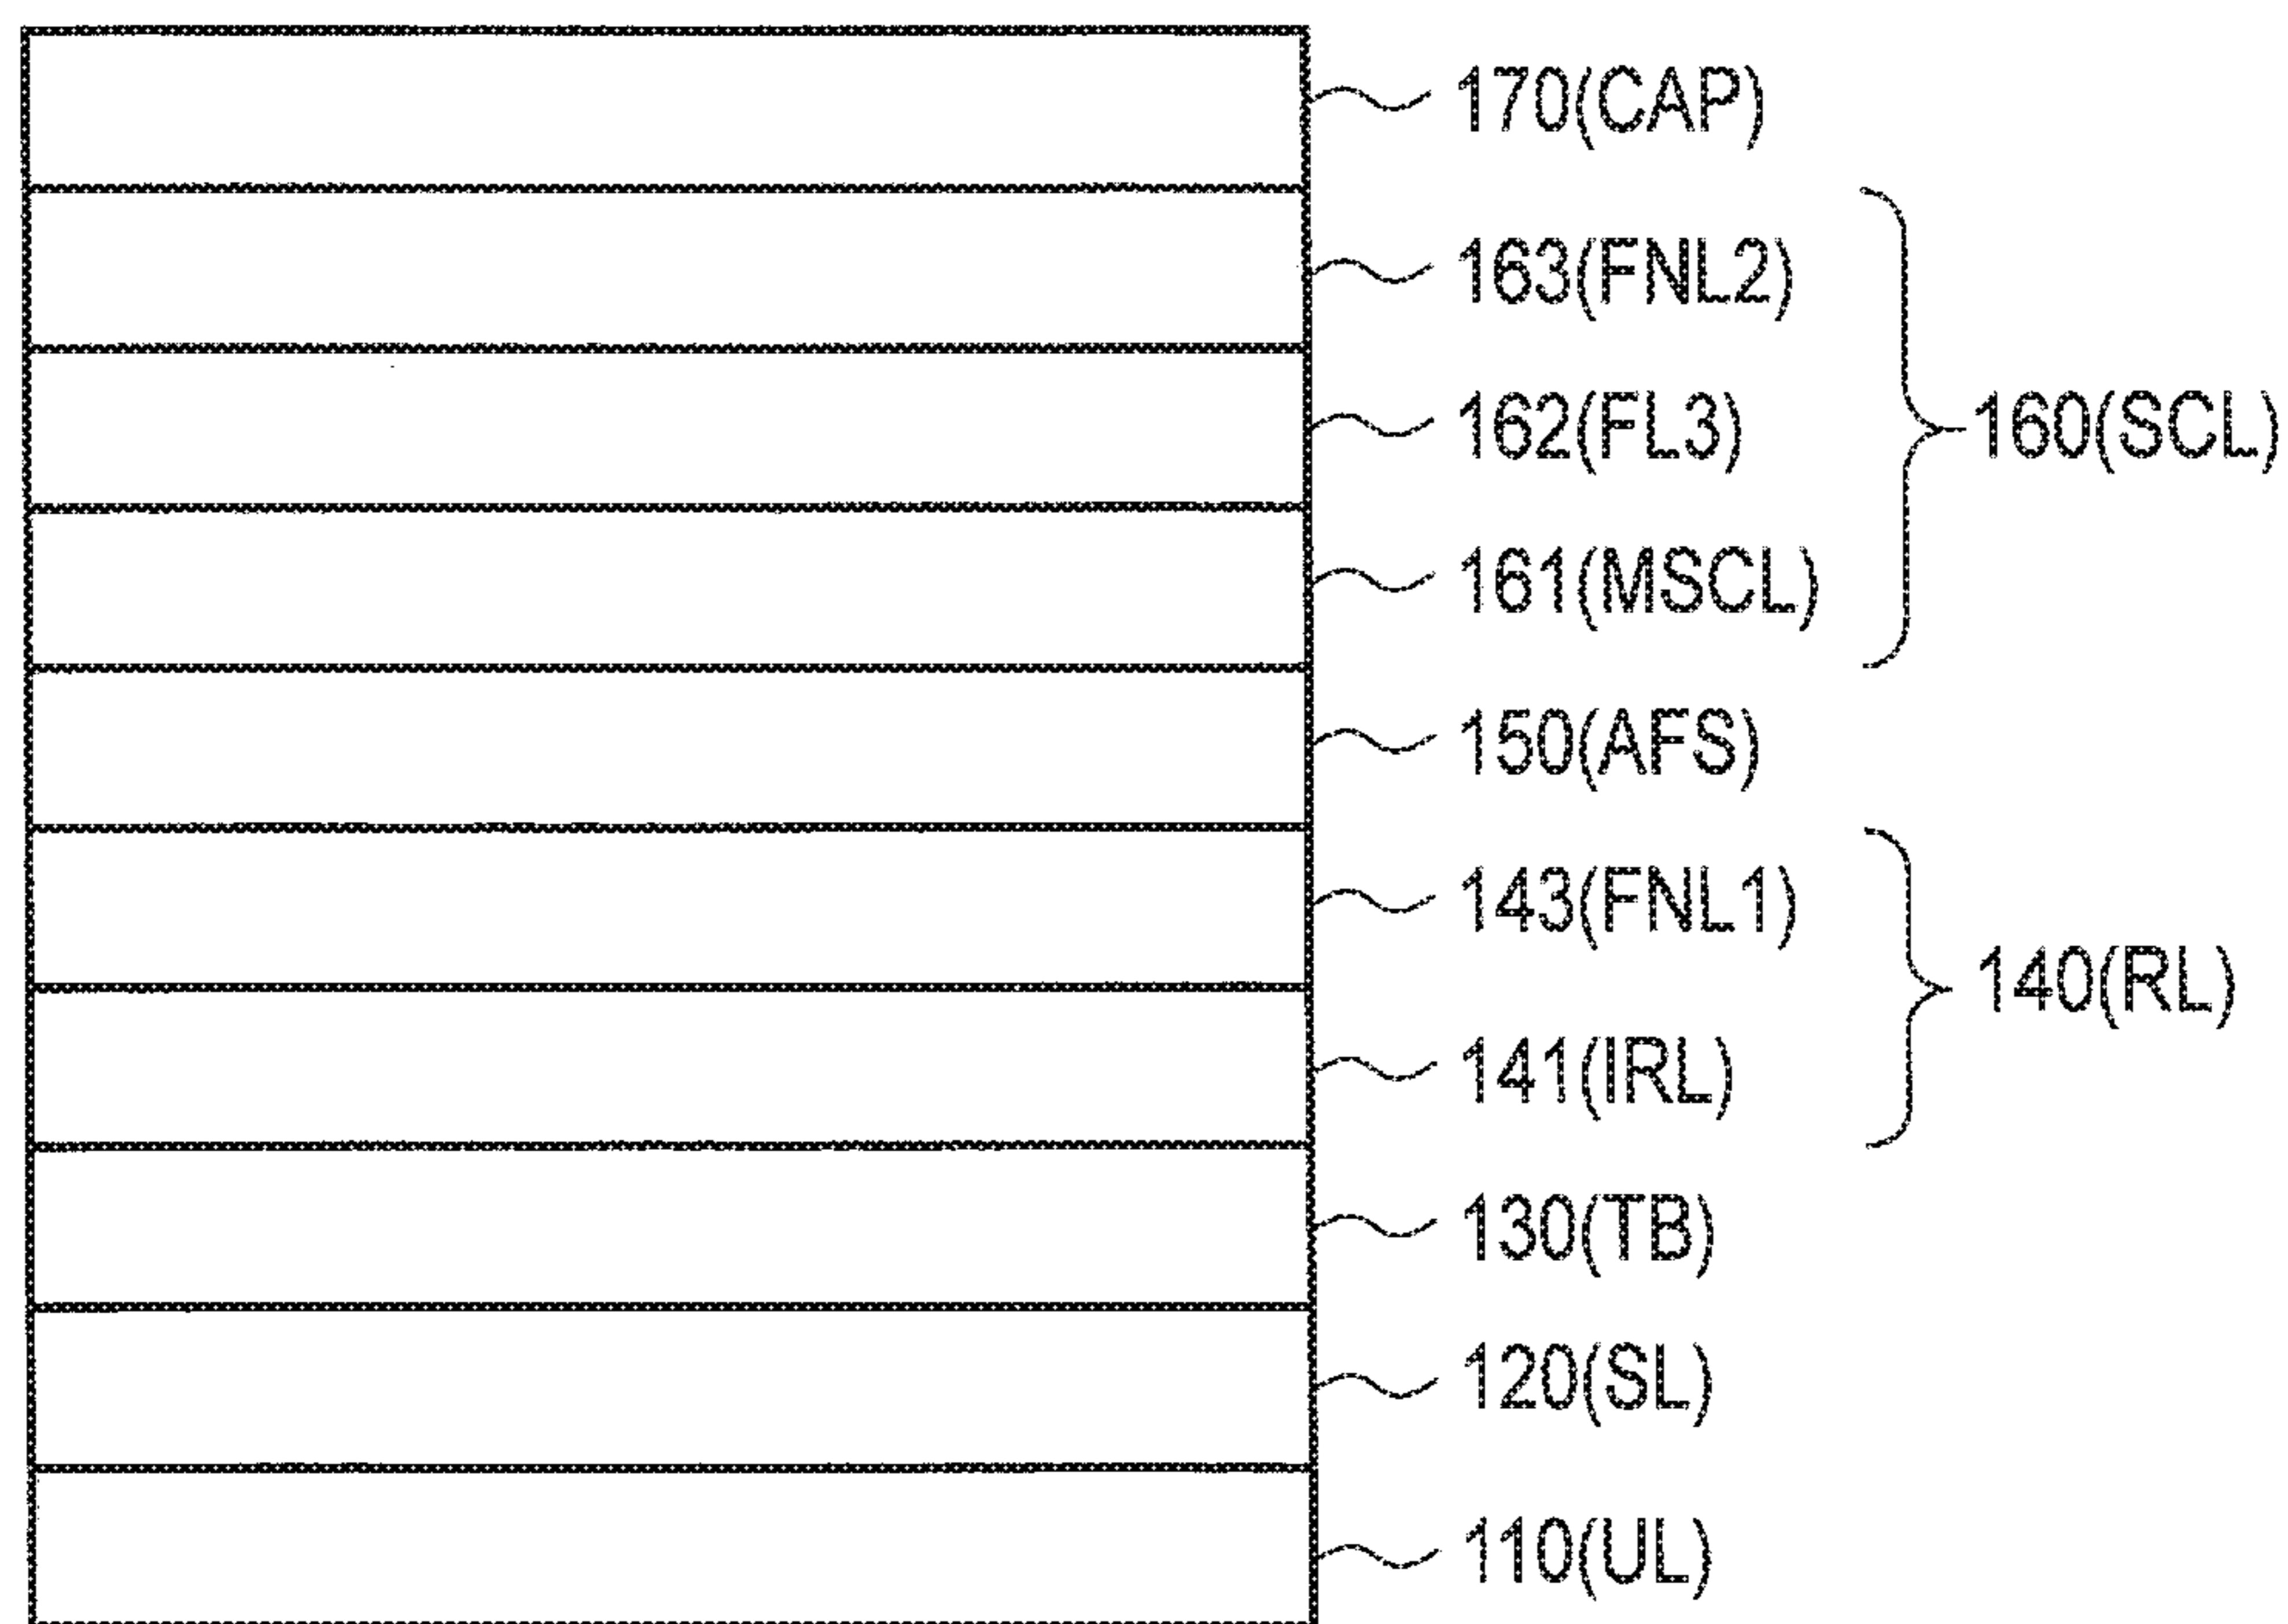 170(CAP)
163(FNL2)
162(FL3)
160(SCL)
161(MSCL)
150(AFS)
143(FNL1)
140(RL)
141(IRL)
130(TB)
120(SL)
110(UL)